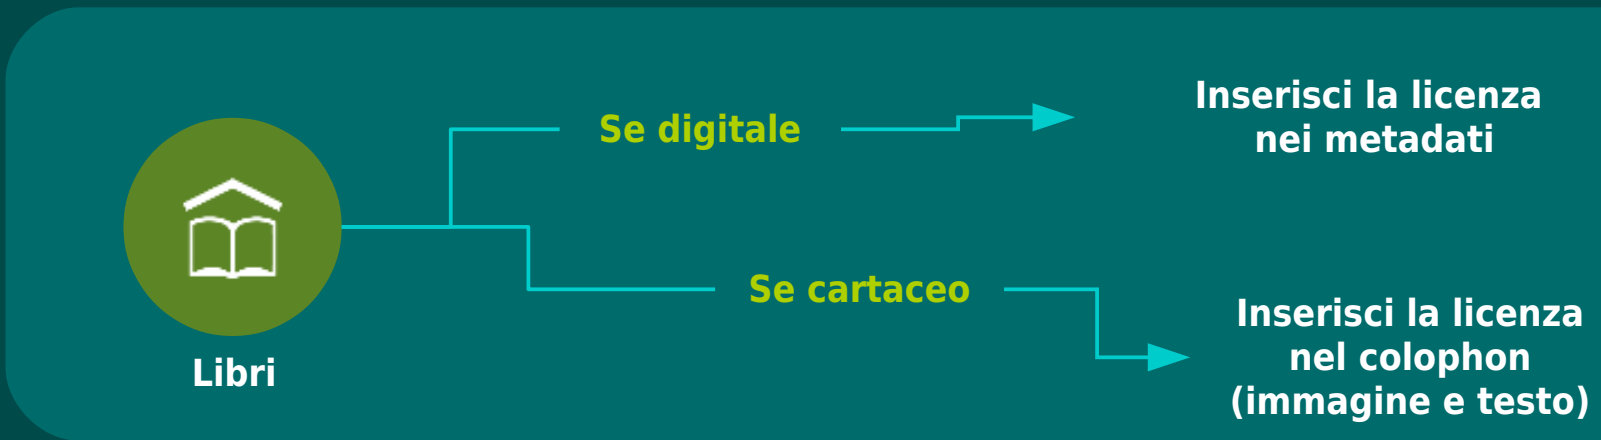 Libri
Se digitale
Inserisci la licenza
nei metadati
Se cartaceo
Inserisci la licenza
nel colophon
(immagine e testo)